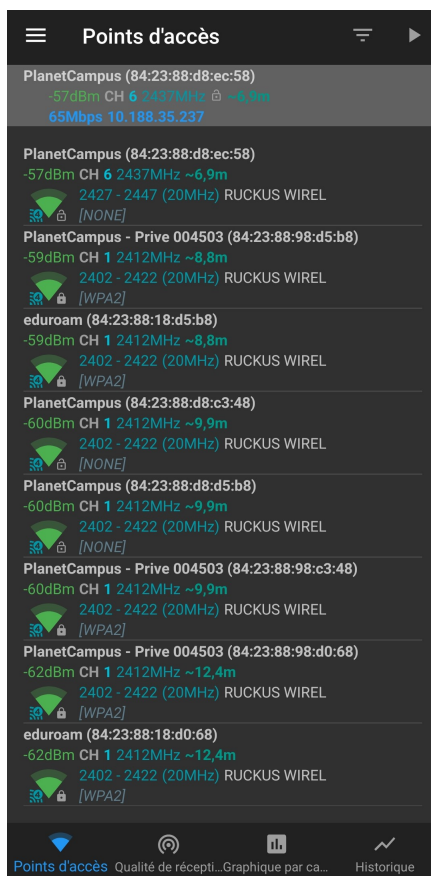 Points d'accès
PlanetCampus (84:23:88:d8:ec:58)
-57dBm CH 6 2437MHz ~6,9m
65Mbps 10.188.35.237
PlanetCampus (84:23:88:d8:ec:58)
-57dBm CH 6 2437MHz ~6,9m
2427 - 2447 (20MHz) RUCKUS WIREL
4 [NONE]
PlanetCampus - Prive 004503 (84:23:88:98:d5:b8)
-59dBm CH 1 2412MHz ~8,8m
2402 - 2422 (20MHz) RUCKUS WIREL
4 [WPA2]
eduroam (84:23:88:18:d5:b8)
-59dBm CH 1 2412MHz ~8,8m
2402 - 2422 (20MHz) RUCKUS WIREL
4 [WPA2]
PlanetCampus (84:23:88:d8:c3:48)
-60dBm CH 1 2412MHz ~9,9m
2402 - 2422 (20MHz) RUCKUS WIREL
4 [NONE]
PlanetCampus (84:23:88:d8:d5:b8)
-60dBm CH 1 2412MHz ~9,9m
2402 - 2422 (20MHz) RUCKUS WIREL
4 [NONE]
PlanetCampus - Prive 004503 (84:23:88:98:c3:48)
-60dBm CH 1 2412MHz ~9,9m
2402 - 2422 (20MHz) RUCKUS WIREL
4 [WPA2]
PlanetCampus - Prive 004503 (84:23:88:98:d0:68)
-62dBm CH 1 2412MHz ~12,4m
2402 - 2422 (20MHz) RUCKUS WIREL
4 [WPA2]
eduroam (84:23:88:18:d0:68)
-62dBm CH 1 2412MHz ~12,4m
2402 - 2422 (20MHz) RUCKUS WIREL
4 [WPA2]
Points d'accès Qualité de récepti... Graphique par ca... Historique